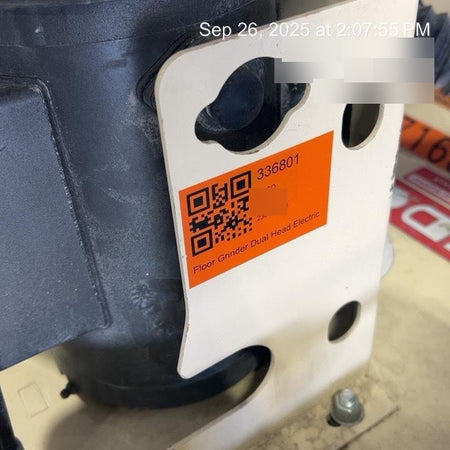 Sep 26, 2025 at 2:07:55 PM
336801
Floor Grinder Dual Head Electric